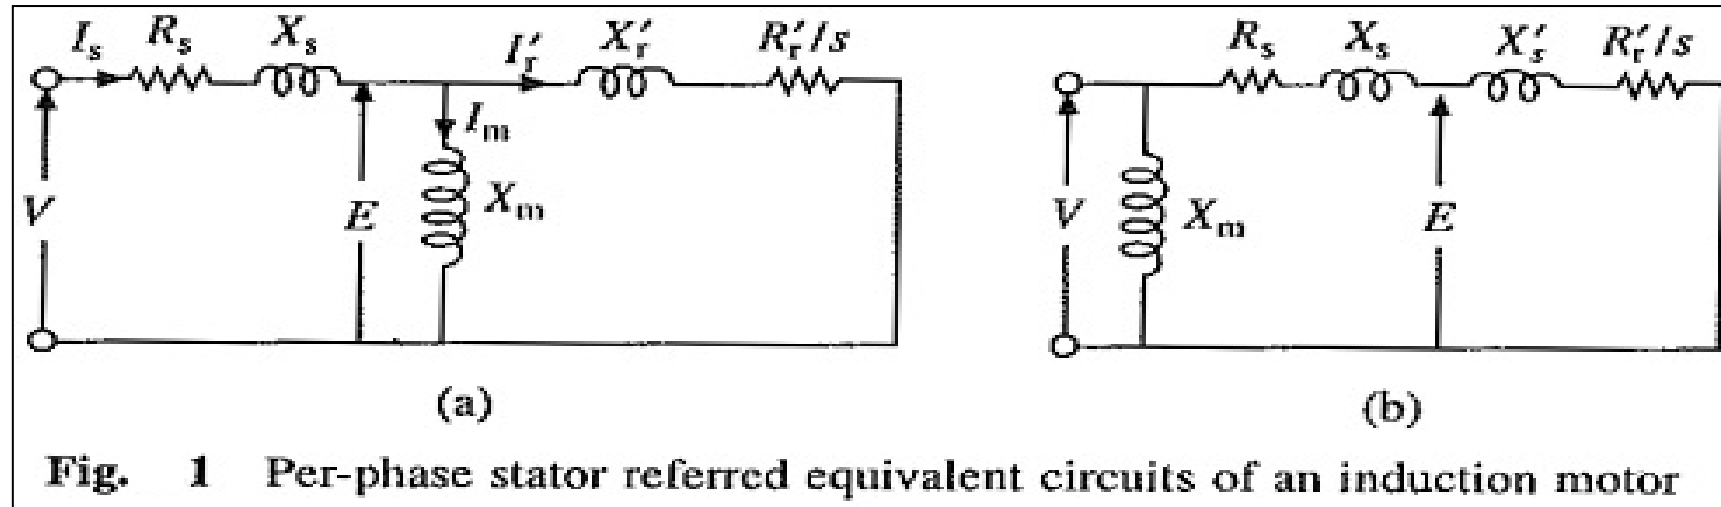 I_s R_s X_s I'_r X'_r R'_r/s
I_m
V E X_m
(a)
R_s X_s X'_s R'_r/s
V X_m E
(b)
Fig. 1 Per-phase stator referred equivalent circuits of an induction motor